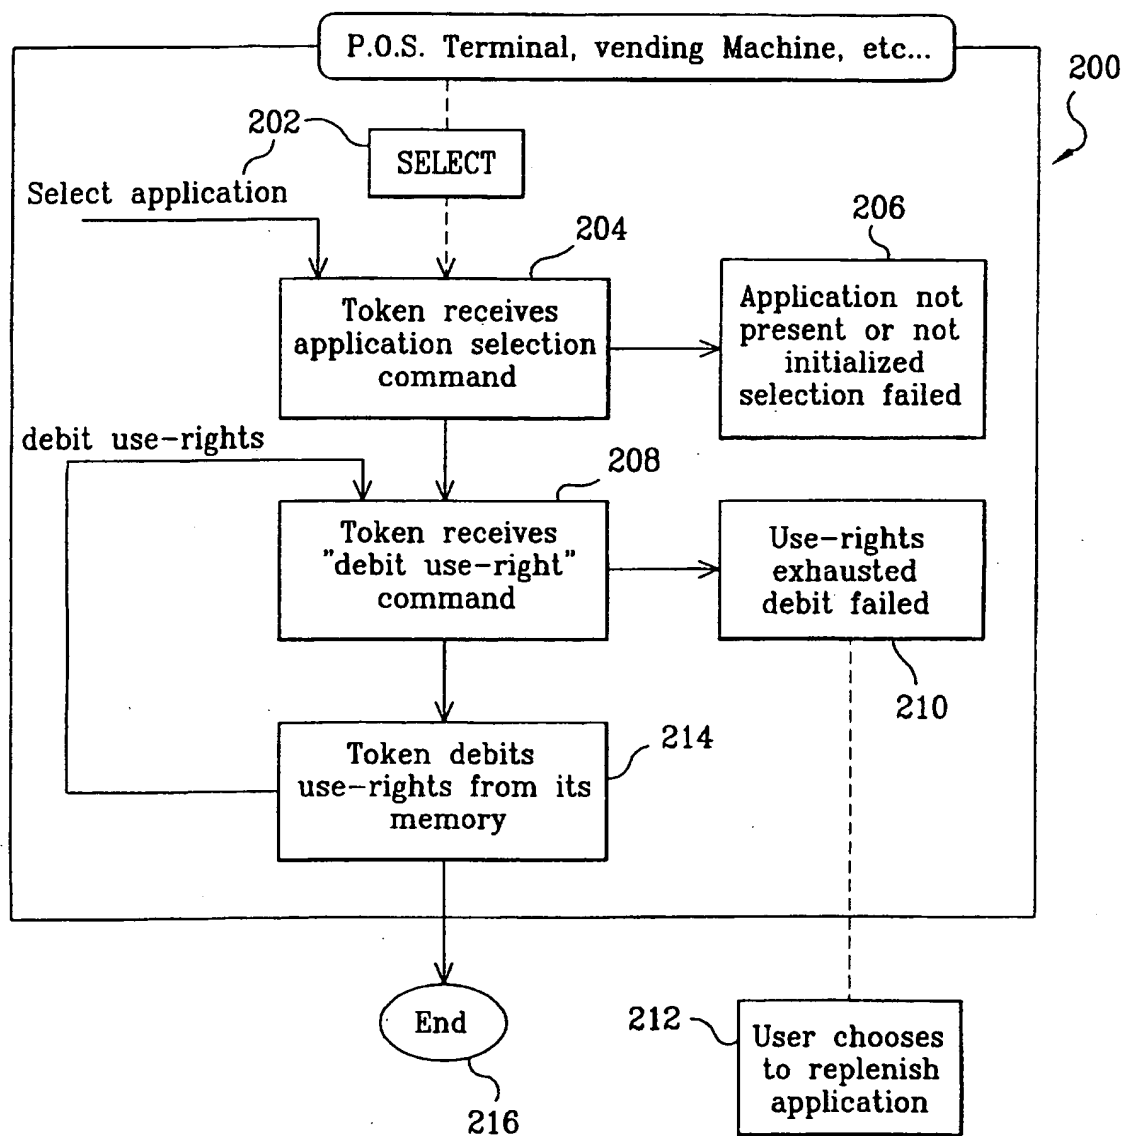 P.O.S. Terminal, vending Machine, etc...
200
202
SELECT
Select application
204
206
Token receives
application selection
command
Application not
present or not
initialized
selection failed
debit use-rights
208
Token receives
"debit use-right"
command
Use-rights
exhausted
debit failed
210
214
Token debits
use-rights from its
memory
End
216
212
User chooses
to replenish
application